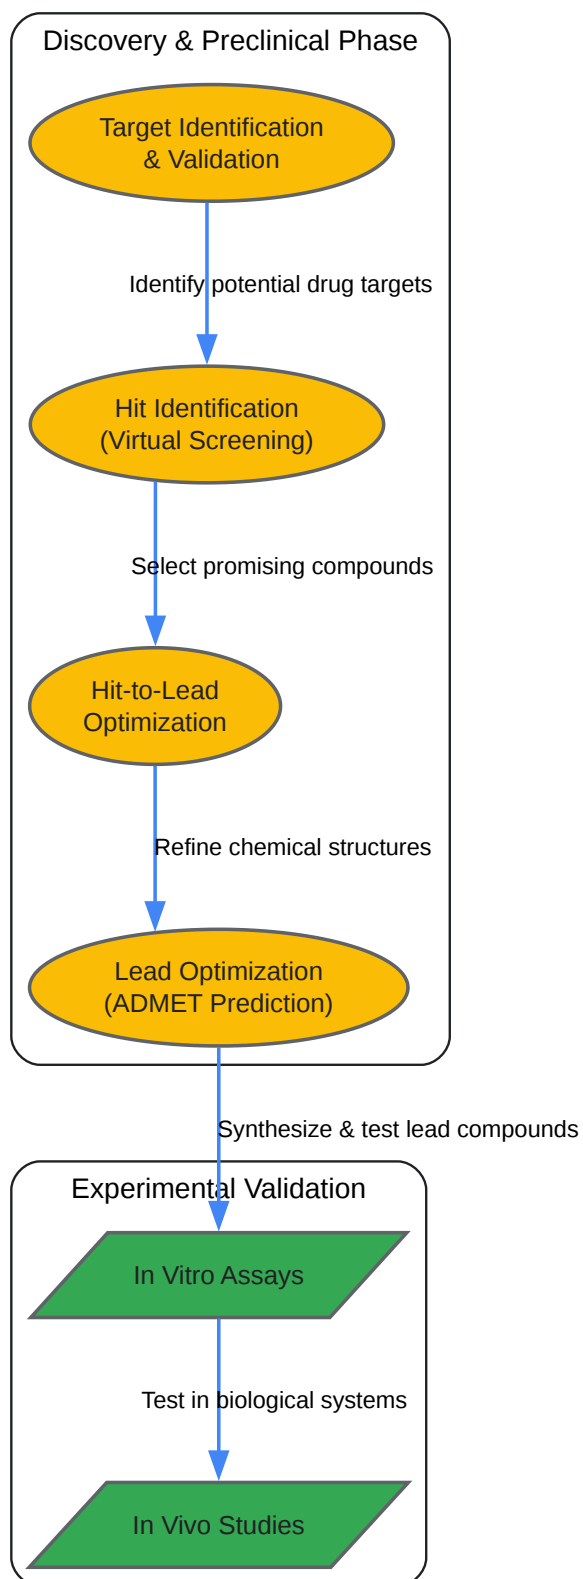 Discovery & Preclinical Phase
Target Identification
& Validation
Identify potential drug targets
Hit Identification
(Virtual Screening)
Select promising compounds
Hit-to-Lead
Optimization
Refine chemical structures
Lead Optimization
(ADMET Prediction)
Synthesize & test lead compounds
Experimental Validation
In Vitro Assays
Test in biological systems
In Vivo Studies